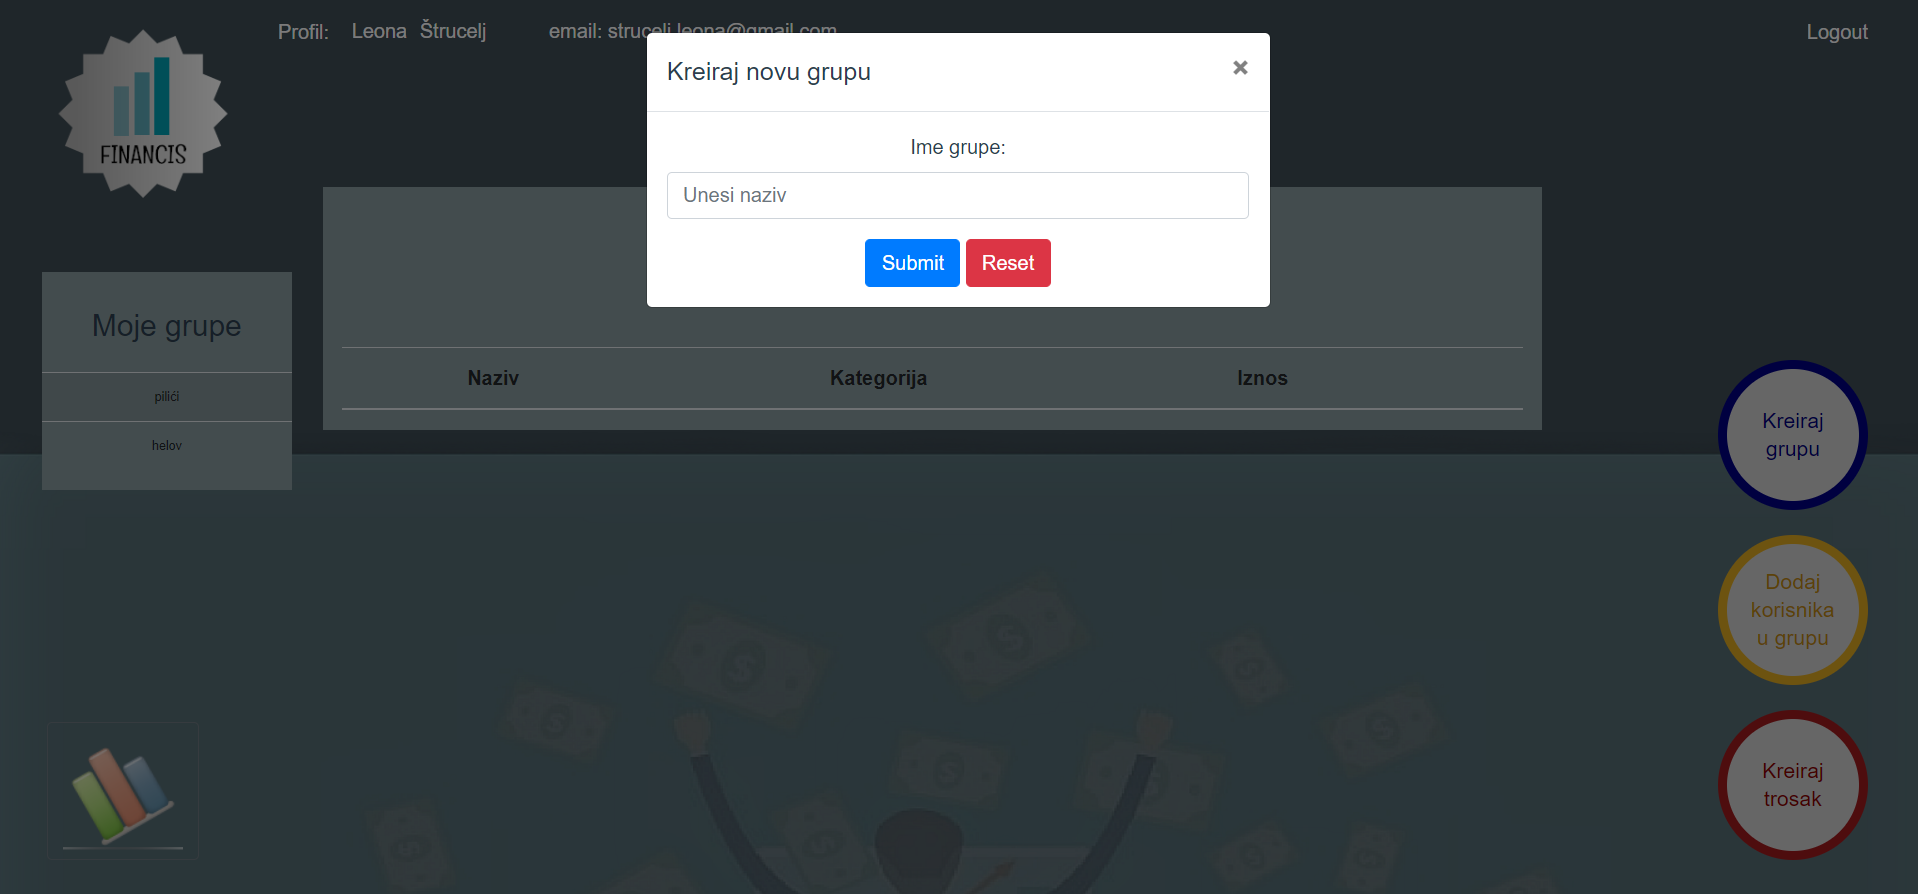 Profil: Leona Štrucelj email: strucelj.leona@gmail.com Logout
FINANCIS
Kreiraj novu grupu ×
Ime grupe:
Unesi naziv
Submit Reset
Moje grupe
pilići
helov
Naziv Kategorija Iznos
Kreiraj
grupu
Dodaj
korisnika
u grupu
Kreiraj
trosak